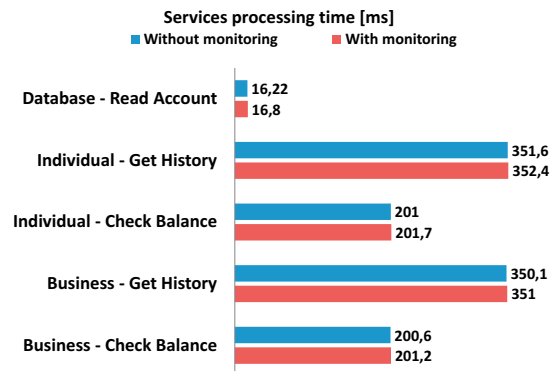 Services processing time [ms]
Without monitoring With monitoring
Database - Read Account
16,22
16,8
Individual - Get History
351,6
352,4
Individual - Check Balance
201
201,7
Business - Get History
350,1
351
Business - Check Balance
200,6
201,2